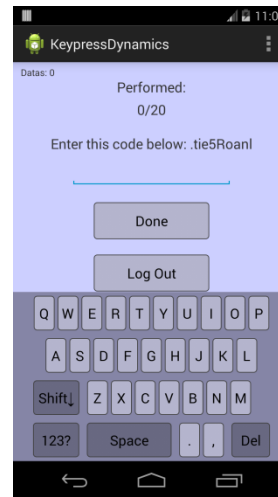 11:0
KeypressDynamics
Datas: 0
Performed:
0/20
Enter this code below: .tie5Roanl
Done
Log Out
Q W E R T Y U I O P
A S D F G H J K L
Shift↓ Z X C V B N M
123? Space . , Del